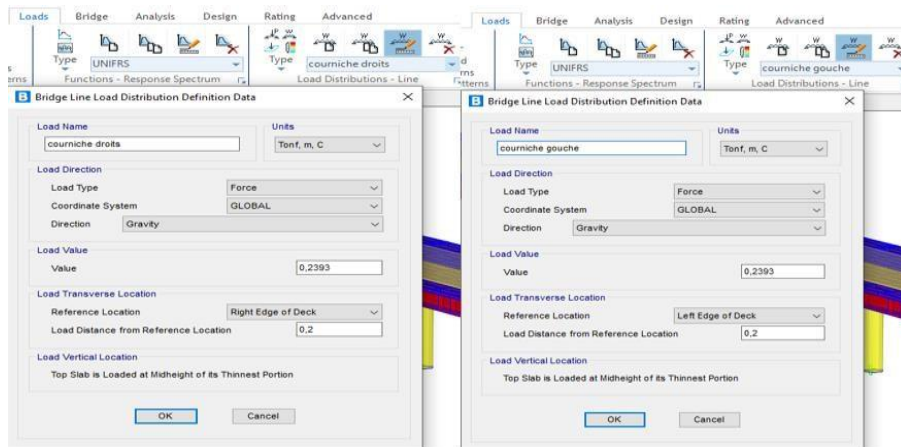 Loads Bridge Analysis Design Rating Advanced
Type
UNIFRS
Functions - Response Spectrum
Type
courniche droits
Load Distributions - Line
B Bridge Line Load Distribution Definition Data
Load Name
courniche droits
Units
Tonf, m, C
Load Direction
Load Type Force
Coordinate System GLOBAL
Direction Gravity
Load Value
Value 0,2393
Load Transverse Location
Reference Location Right Edge of Deck
Load Distance from Reference Location 0,2
Load Vertical Location
Top Slab is Loaded at Midheight of its Thinnest Portion
OK Cancel
Loads Bridge Analysis Design Rating Advanced
Type
UNIFRS
Functions - Response Spectrum
Type
courniche gouche
Load Distributions - Line
B Bridge Line Load Distribution Definition Data
Load Name
courniche gouche
Units
Tonf, m, C
Load Direction
Load Type Force
Coordinate System GLOBAL
Direction Gravity
Load Value
Value 0,2393
Load Transverse Location
Reference Location Left Edge of Deck
Load Distance from Reference Location 0,2
Load Vertical Location
Top Slab is Loaded at Midheight of its Thinnest Portion
OK Cancel